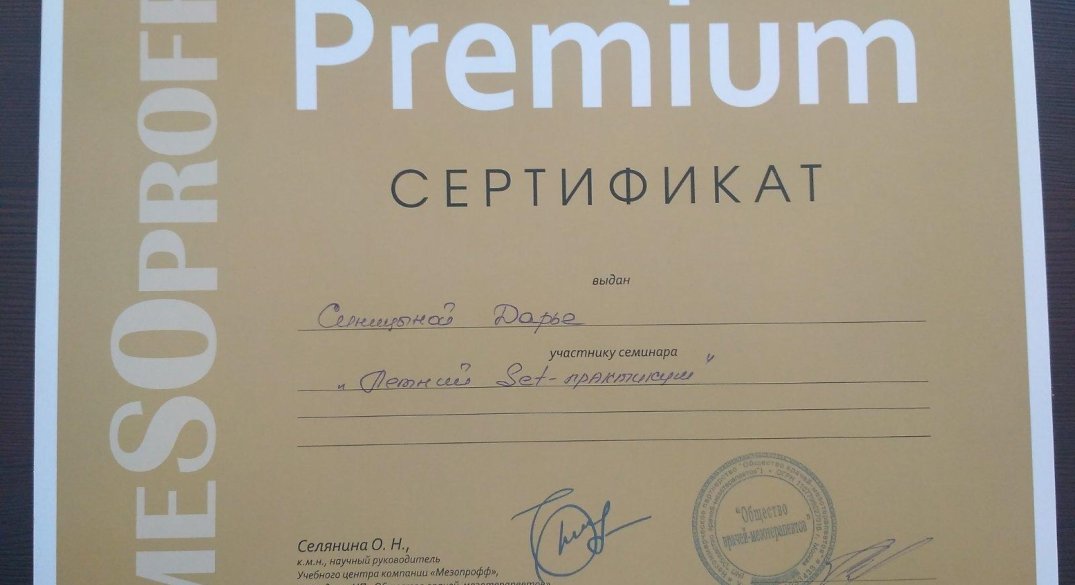 MESOPROFF
Premium
СЕРТИФИКАТ
выдан
Синицыной Дарье
участнику семинара
"Летний Set-практикум"
Селянина О. Н.,
к.м.н., научный руководитель
Учебного центра компании «Мезопрофф»,
"Общество
врачей-мезотерапевтов"